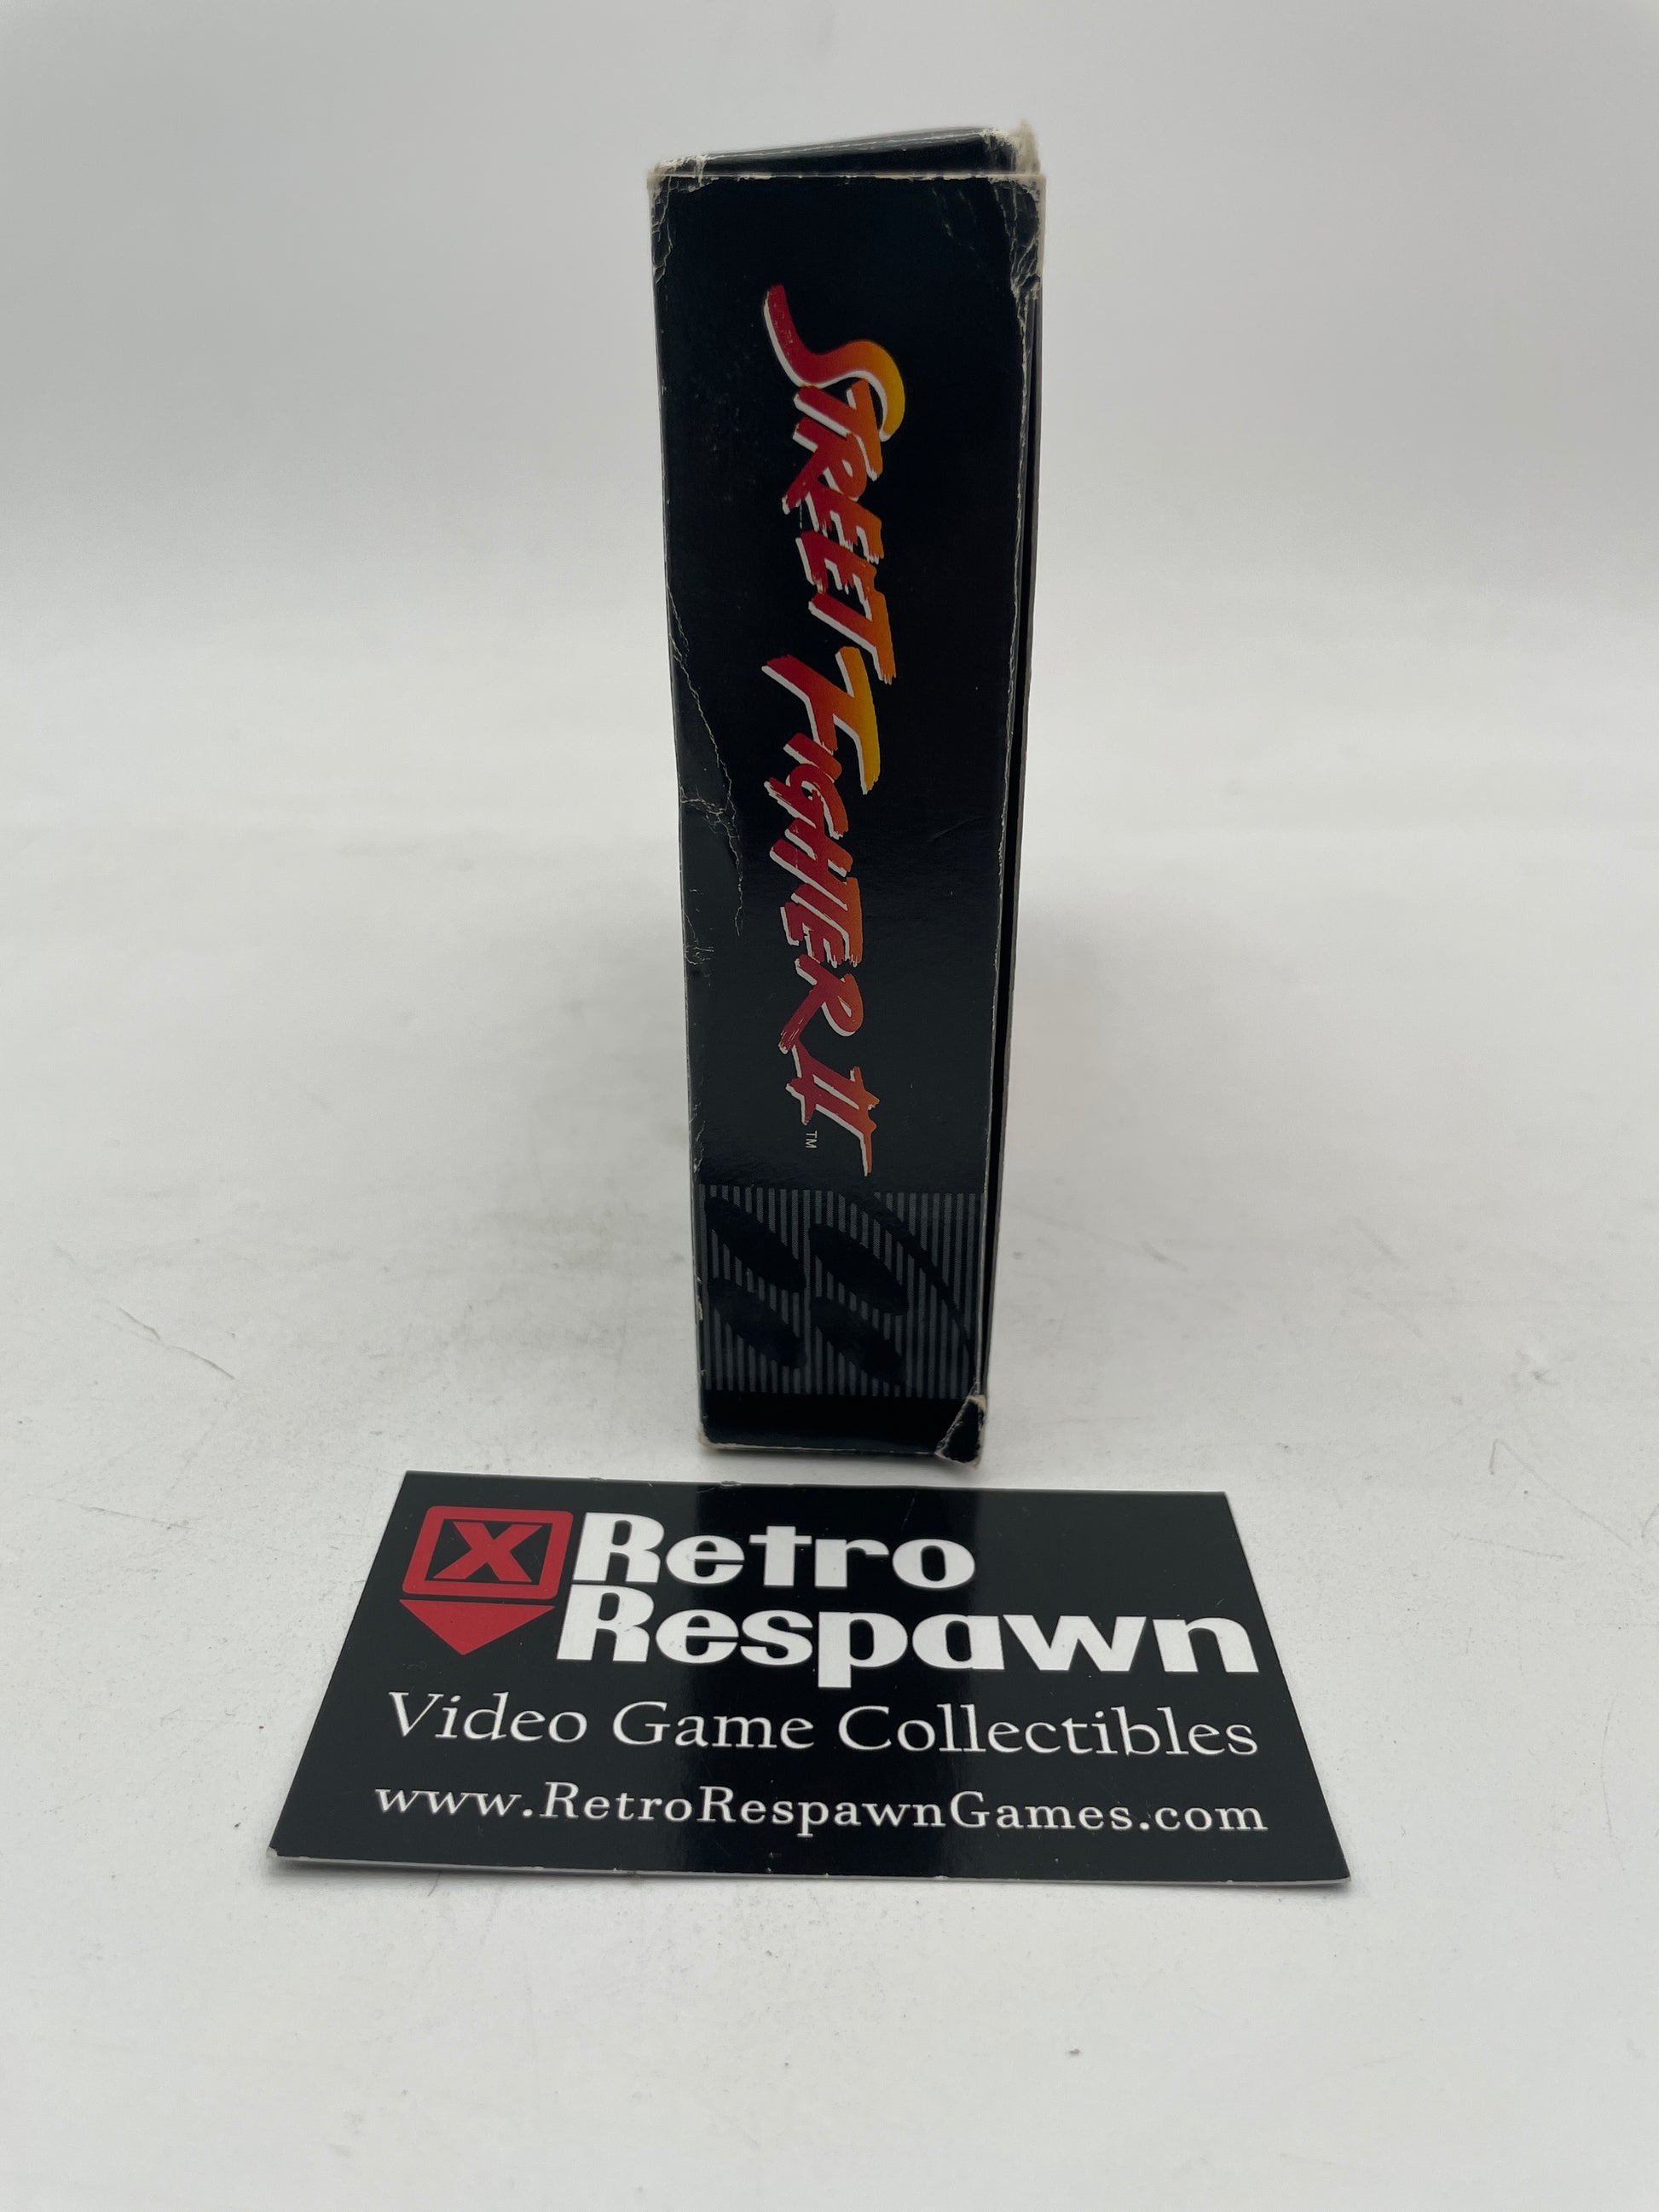 STREET FIGHTER II™
X Retro
Respawn
Video Game Collectibles
www.RetroRespawnGames.com